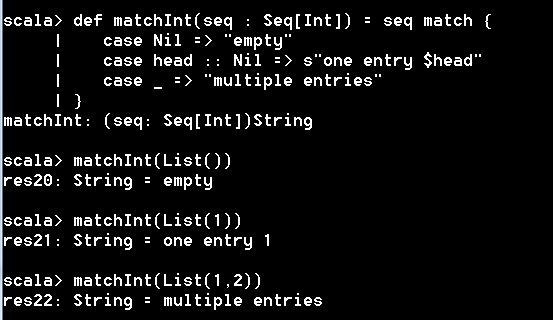 scala> def matchInt(seq : Seq[Int]) = seq match {
     |     case Nil => "empty"
     |     case head :: Nil => s"one entry $head"
     |     case _ => "multiple entries"
     | }
matchInt: (seq: Seq[Int])String
scala> matchInt(List())
res20: String = empty
scala> matchInt(List(1))
res21: String = one entry 1
scala> matchInt(List(1,2))
res22: String = multiple entries